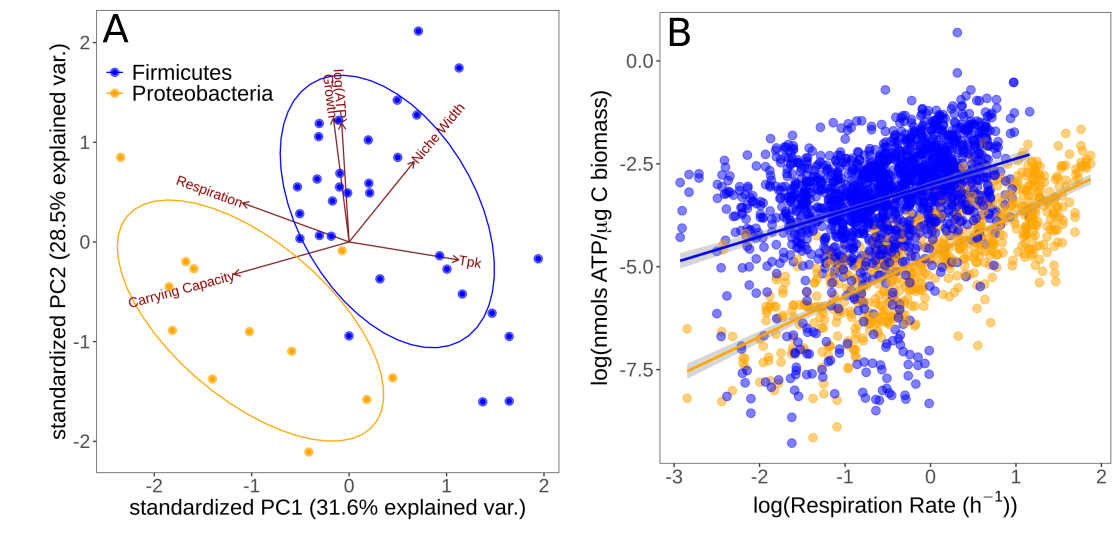 A
Firmicutes
Proteobacteria
log(ATP)
Growth
Niche Width
Respiration
Tpk
Carrying Capacity
2
1
0
-1
-2
standardized PC2 (28.5% explained var.)
-2
-1
0
1
2
standardized PC1 (31.6% explained var.)
B
0.0
-2.5
-5.0
-7.5
log(nmols ATP/μg C biomass)
-3
-2
-1
0
1
2
log(Respiration Rate (h⁻¹))